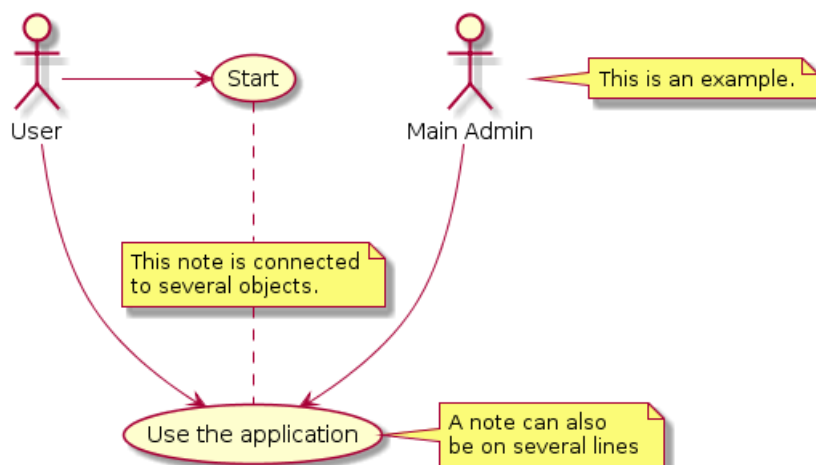 Start
This is an example.
User
Main Admin
This note is connected
to several objects.
Use the application
A note can also
be on several lines